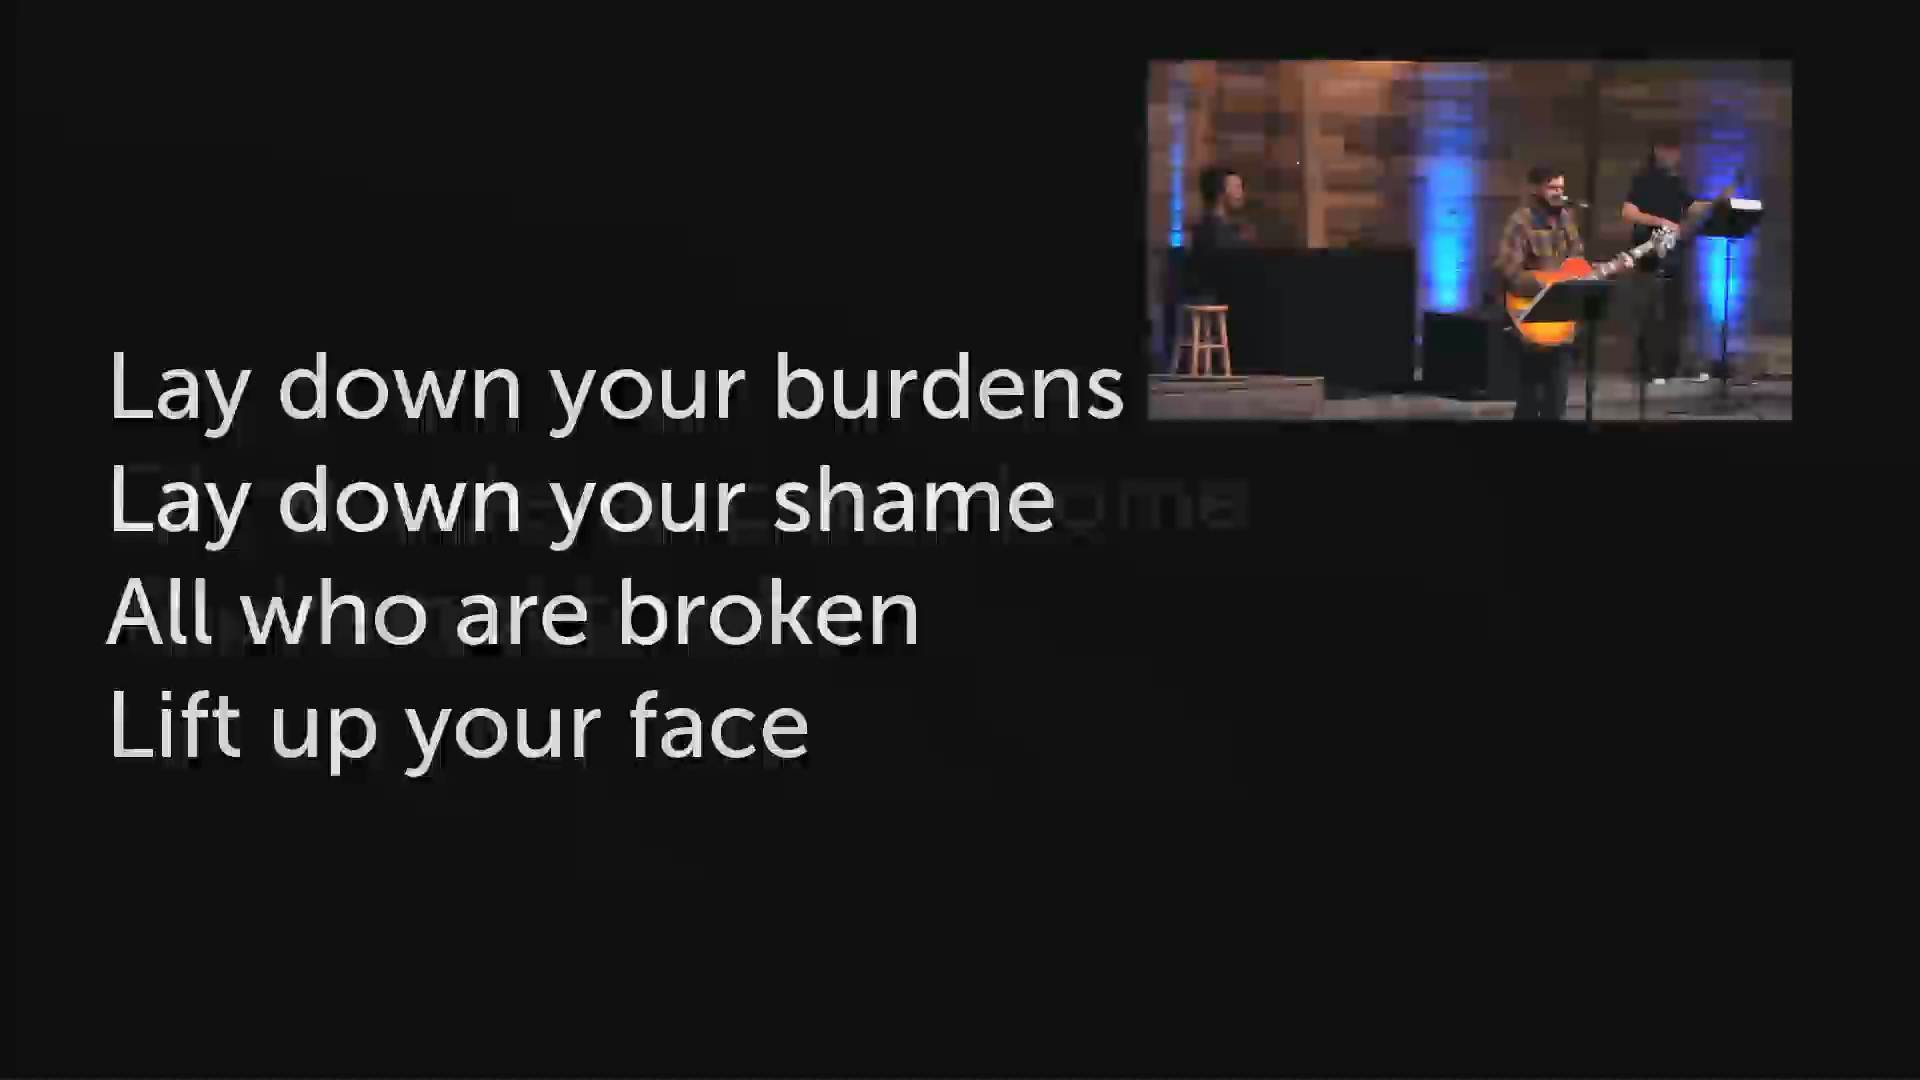 Lay down your burdens
Lay down your shame
All who are broken
Lift up your face